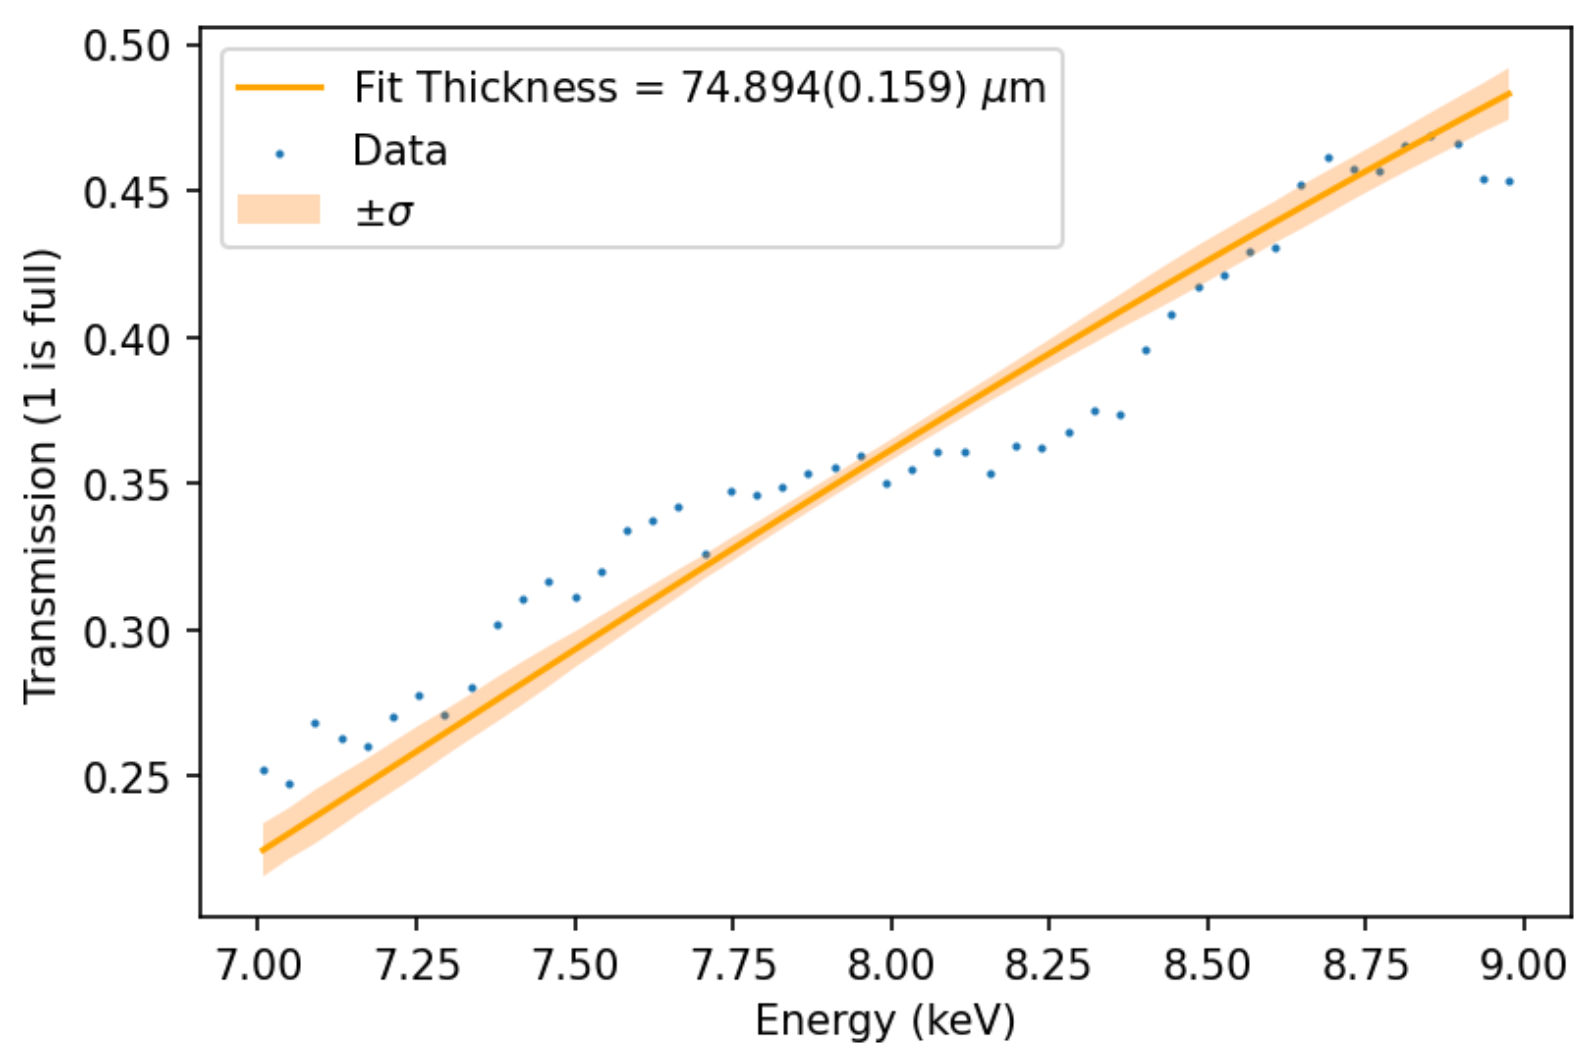 Fit Thickness = 74.894(0.159) μm
Data
±σ
0.50
0.45
0.40
0.35
0.30
0.25
Transmission (1 is full)
7.00 7.25 7.50 7.75 8.00 8.25 8.50 8.75 9.00
Energy (keV)